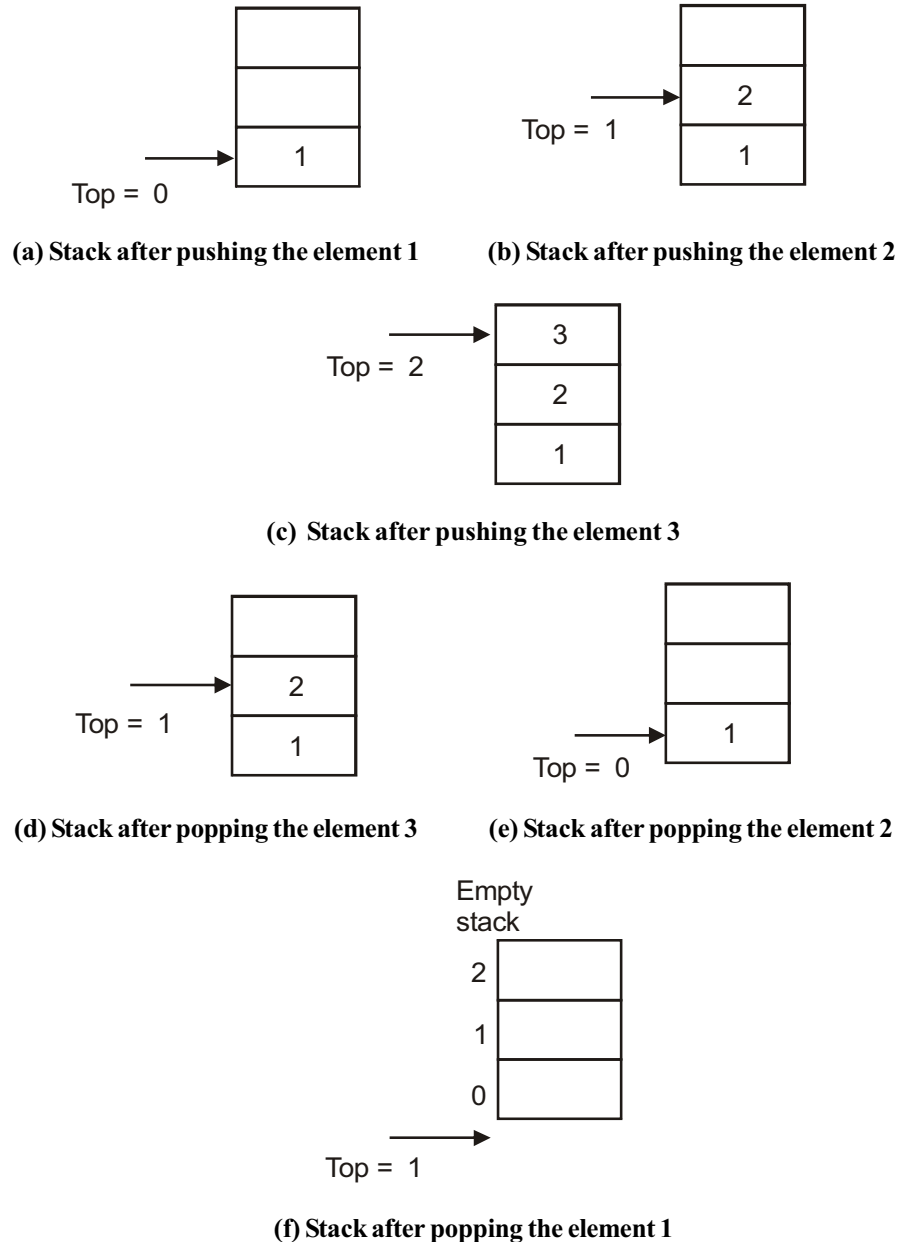 1
Top = 0
(a) Stack after pushing the element 1
2
Top = 1
1
(b) Stack after pushing the element 2
3
Top = 2
2
1
(c) Stack after pushing the element 3
2
Top = 1
1
(d) Stack after popping the element 3
1
Top = 0
(e) Stack after popping the element 2
Empty
stack
2
1
0
Top = 1
(f) Stack after popping the element 1